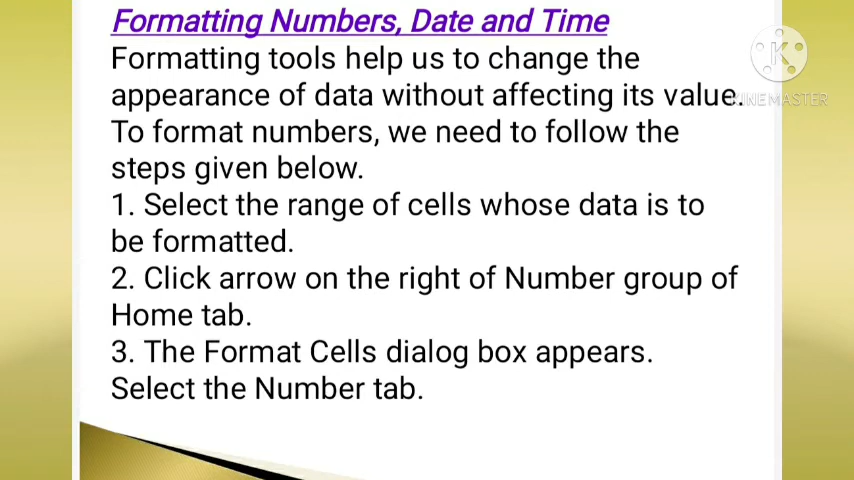 Formatting Numbers, Date and Time
Formatting tools help us to change the
appearance of data without affecting its value.
To format numbers, we need to follow the
steps given below.
1. Select the range of cells whose data is to
be formatted.
2. Click arrow on the right of Number group of
Home tab.
3. The Format Cells dialog box appears.
Select the Number tab.
K
KINEMASTER